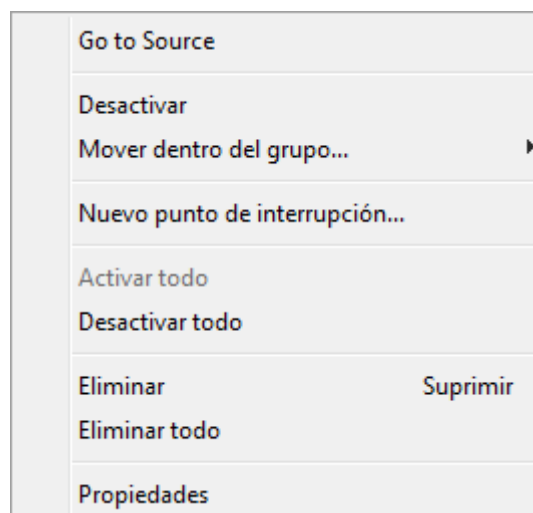 Go to Source
Desactivar
Mover dentro del grupo...
Nuevo punto de interrupción...
Activar todo
Desactivar todo
Eliminar Suprimir
Eliminar todo
Propiedades